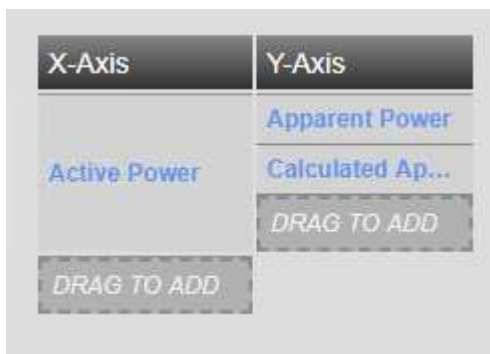 X-Axis Y-Axis
Apparent Power
Active Power Calculated Ap...
DRAG TO ADD
DRAG TO ADD